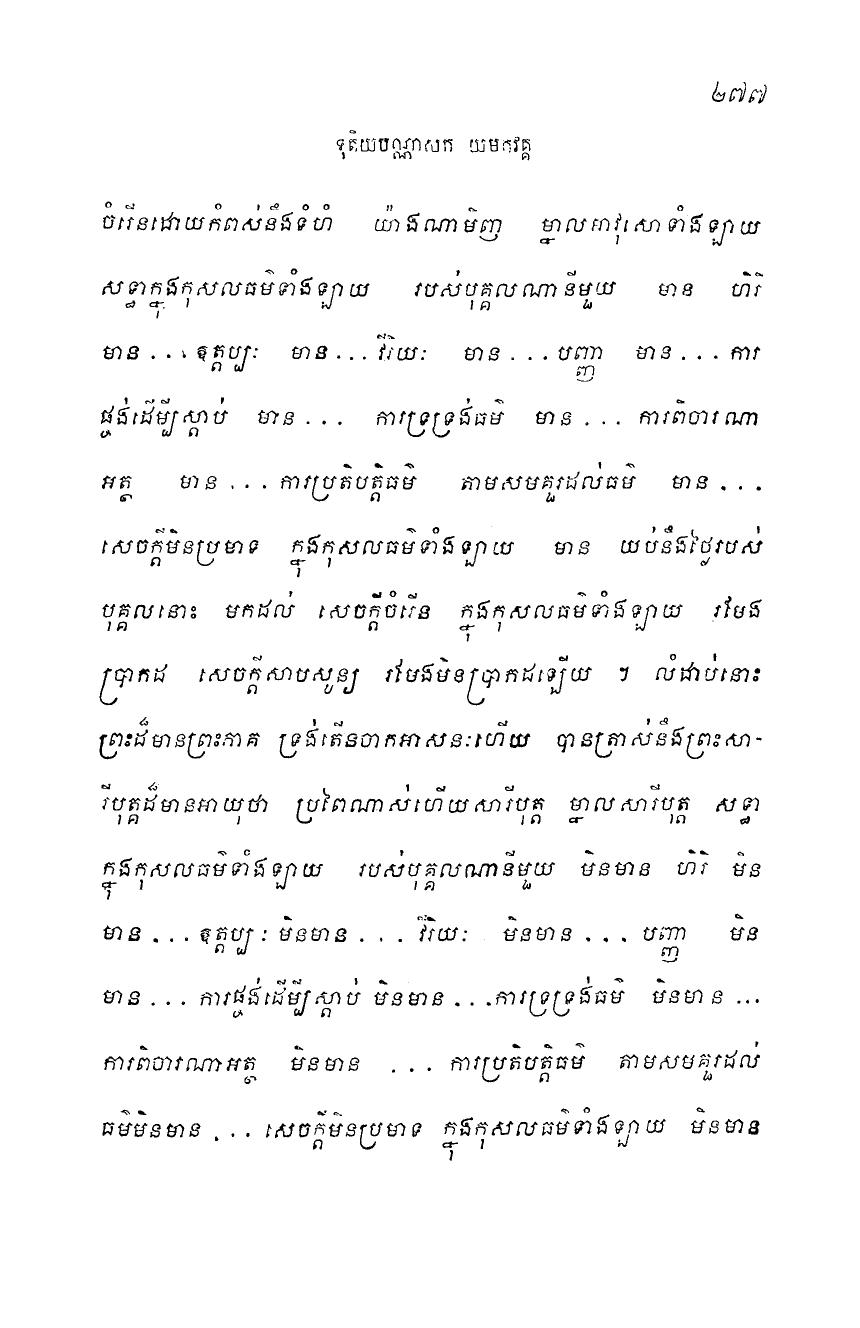 ២៧៧
ទុតិយបណ្ណាសក យមកវគ្គ
ចំរើនដោយកំពស់នឹងទំហំ យ៉ាងណាមិញ ម្នាលអាវុសោទាំងឡាយ
សទ្ធាក្នុងកុសលធម៌ទាំងឡាយ របស់បុគ្គលណានីមួយ មាន ហិរិ
មាន ... ឧត្តប្បៈ មាន ... វីរិយៈ មាន ... បញ្ញា មាន ... ការ
ផ្ចង់ដើម្បីស្តាប់ មាន ... ការទ្រទ្រង់ធម៌ មាន ... ការពិចារណា
អត្ថ មាន ... ការប្រតិបត្តិធម៌ តាមសមគួរដល់ធម៌ មាន ...
សេចក្តីមិនប្រមាទ ក្នុងកុសលធម៌ទាំងឡាយ មាន យប់នឹងថ្ងៃរបស់
បុគ្គលនោះ មកដល់ សេចក្តីចំរើន ក្នុងកុសលធម៌ទាំងឡាយ រមែង
ប្រាកដ សេចក្តីសាបសូន្យ រមែងមិនប្រាកដឡើយ ។ លំដាប់នោះ
ព្រះដ៏មានព្រះភាគ ទ្រង់តើនចាកអាសនៈហើយ បានត្រាស់នឹងព្រះសា-
រីបុត្តដ៏មានអាយុថា ប្រពៃណាស់ហើយសារីបុត្ត ម្នាលសារីបុត្ត សទ្ធា
ក្នុងកុសលធម៌ទាំងឡាយ របស់បុគ្គលណានីមួយ មិនមាន ហិរិ មិន
មាន ... ឧត្តប្បៈ មិនមាន ... វីរិយៈ មិនមាន ... បញ្ញា មិន
មាន ... ការផ្ចង់ដើម្បីស្តាប់ មិនមាន ...ការទ្រទ្រង់ធម៌ មិនមាន ...
ការពិចារណាអត្ថ មិនមាន ... ការប្រតិបត្តិធម៌ តាមសមគួរដល់
ធម៌មិនមាន ... សេចក្តីមិនប្រមាទ ក្នុងកុសលធម៌ទាំងឡាយ មិនមាន